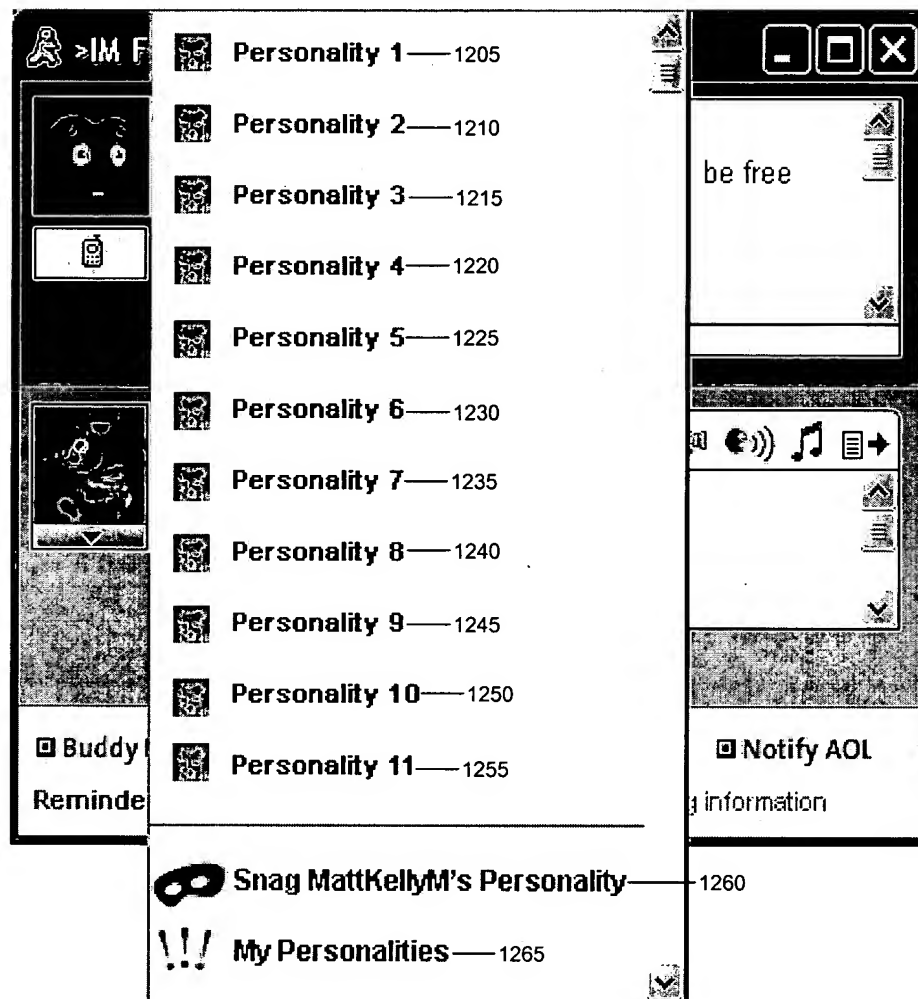 >IM F
Personality 1 1205
Personality 2 1210
be free
Personality 3 1215
Personality 4 1220
Personality 5 1225
Personality 6 1230
Personality 7 1235
Personality 8 1240
Personality 9 1245
Personality 10 1250
Buddy
Notify AOL
Personality 11 1255
Reminde
information
Snag MattKellyM's Personality 1260
My Personalities 1265